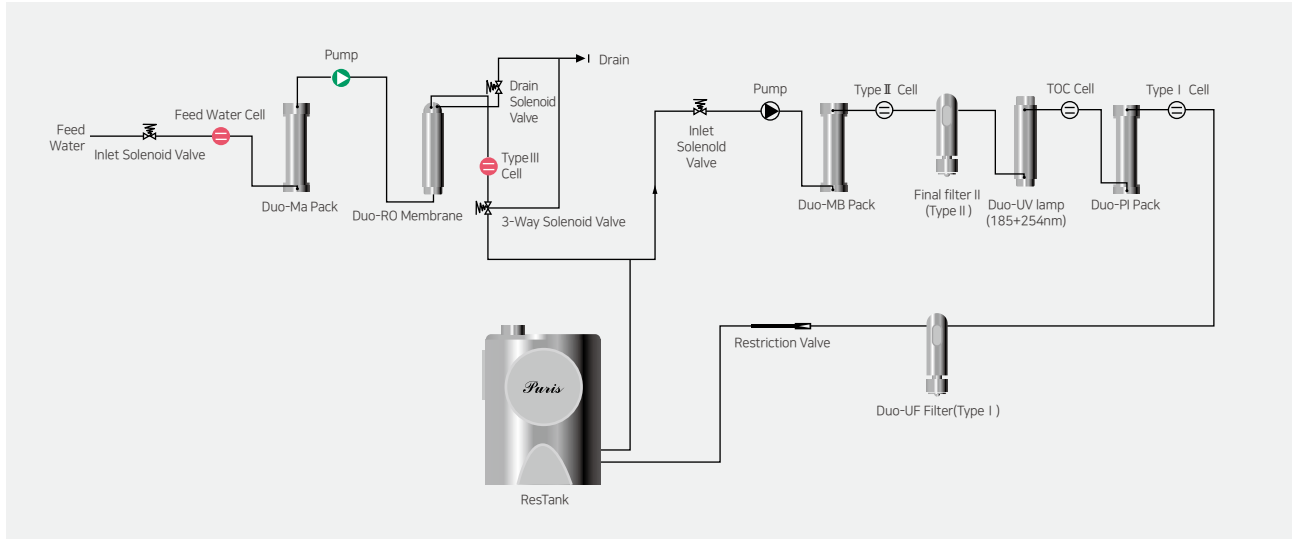 Pump
Drain
Drain
Solenoid
Valve
Feed Water Cell
Feed
Water
Inlet Solenoid Valve
Type III
Cell
Duo-Ma Pack
Duo-RO Membrane
3-Way Solenoid Valve
Pump
Type Ⅱ Cell
TOC Cell
Type Ⅰ Cell
Inlet
Solenold
Valve
Duo-MB Pack
Final filter II
(Type II )
Duo-UV lamp
(185+254nm)
Duo-PI Pack
Restriction Valve
Duo-UF Filter(Type Ⅰ )
Puris
ResTank